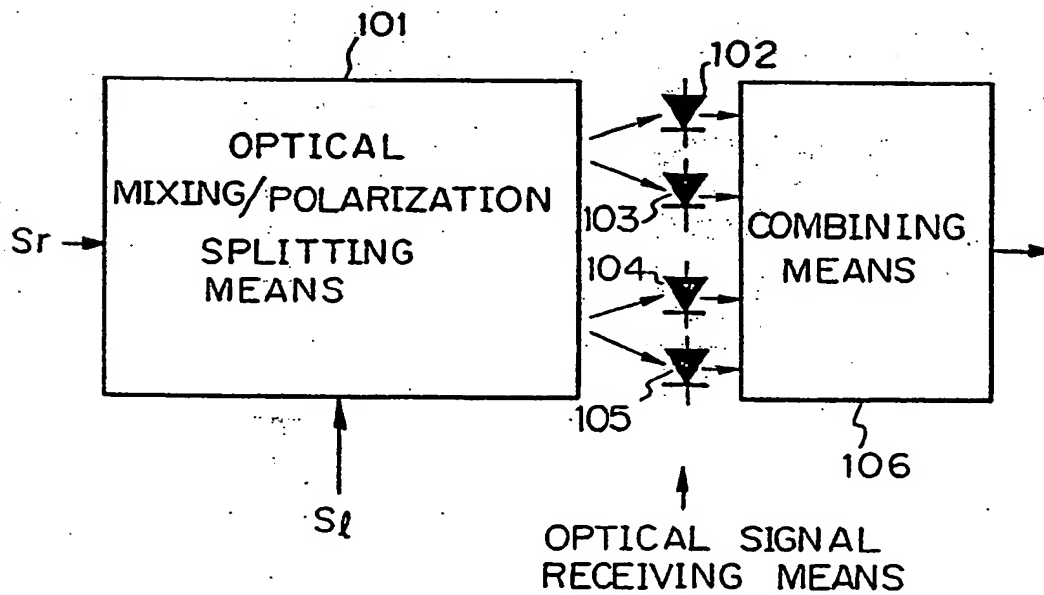 101
OPTICAL
MIXING/POLARIZATION
SPLITTING
MEANS
Sr
Sℓ
102
103
104
105
COMBINING
MEANS
106
OPTICAL SIGNAL
RECEIVING MEANS